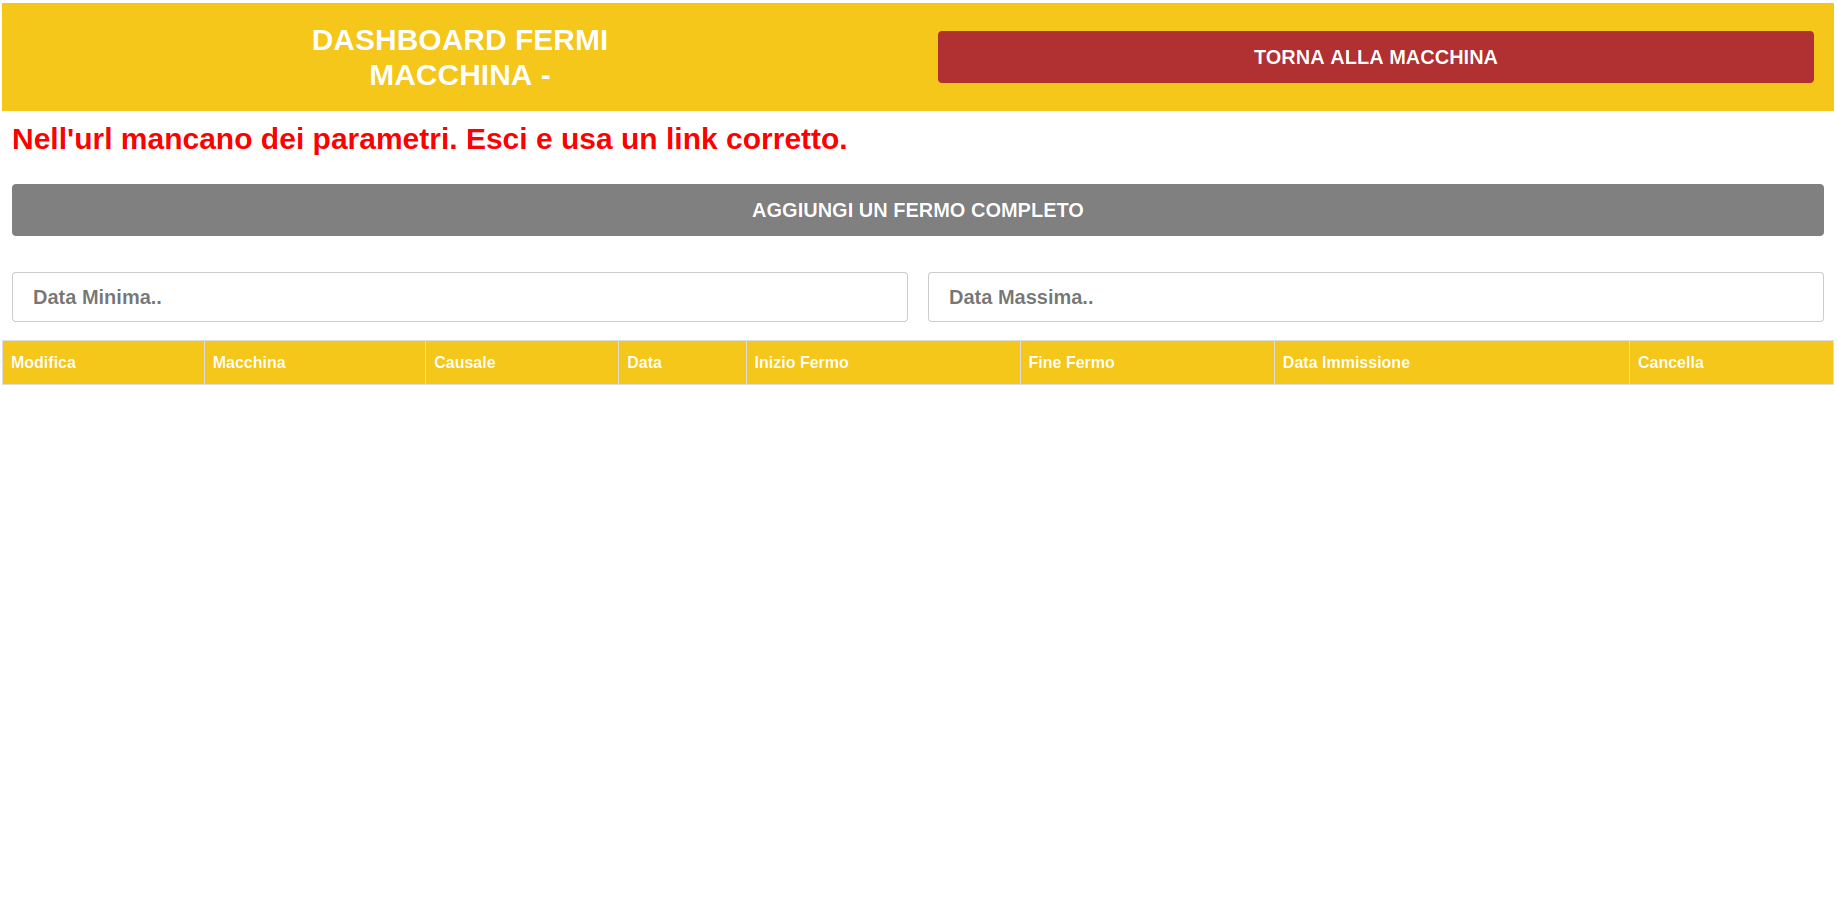 DASHBOARD FERMI
MACCHINA -
TORNA ALLA MACCHINA
Nell'url mancano dei parametri. Esci e usa un link corretto.
AGGIUNGI UN FERMO COMPLETO
Data Minima..
Data Massima..
Modifica Macchina Causale Data Inizio Fermo Fine Fermo Data Immissione Cancella